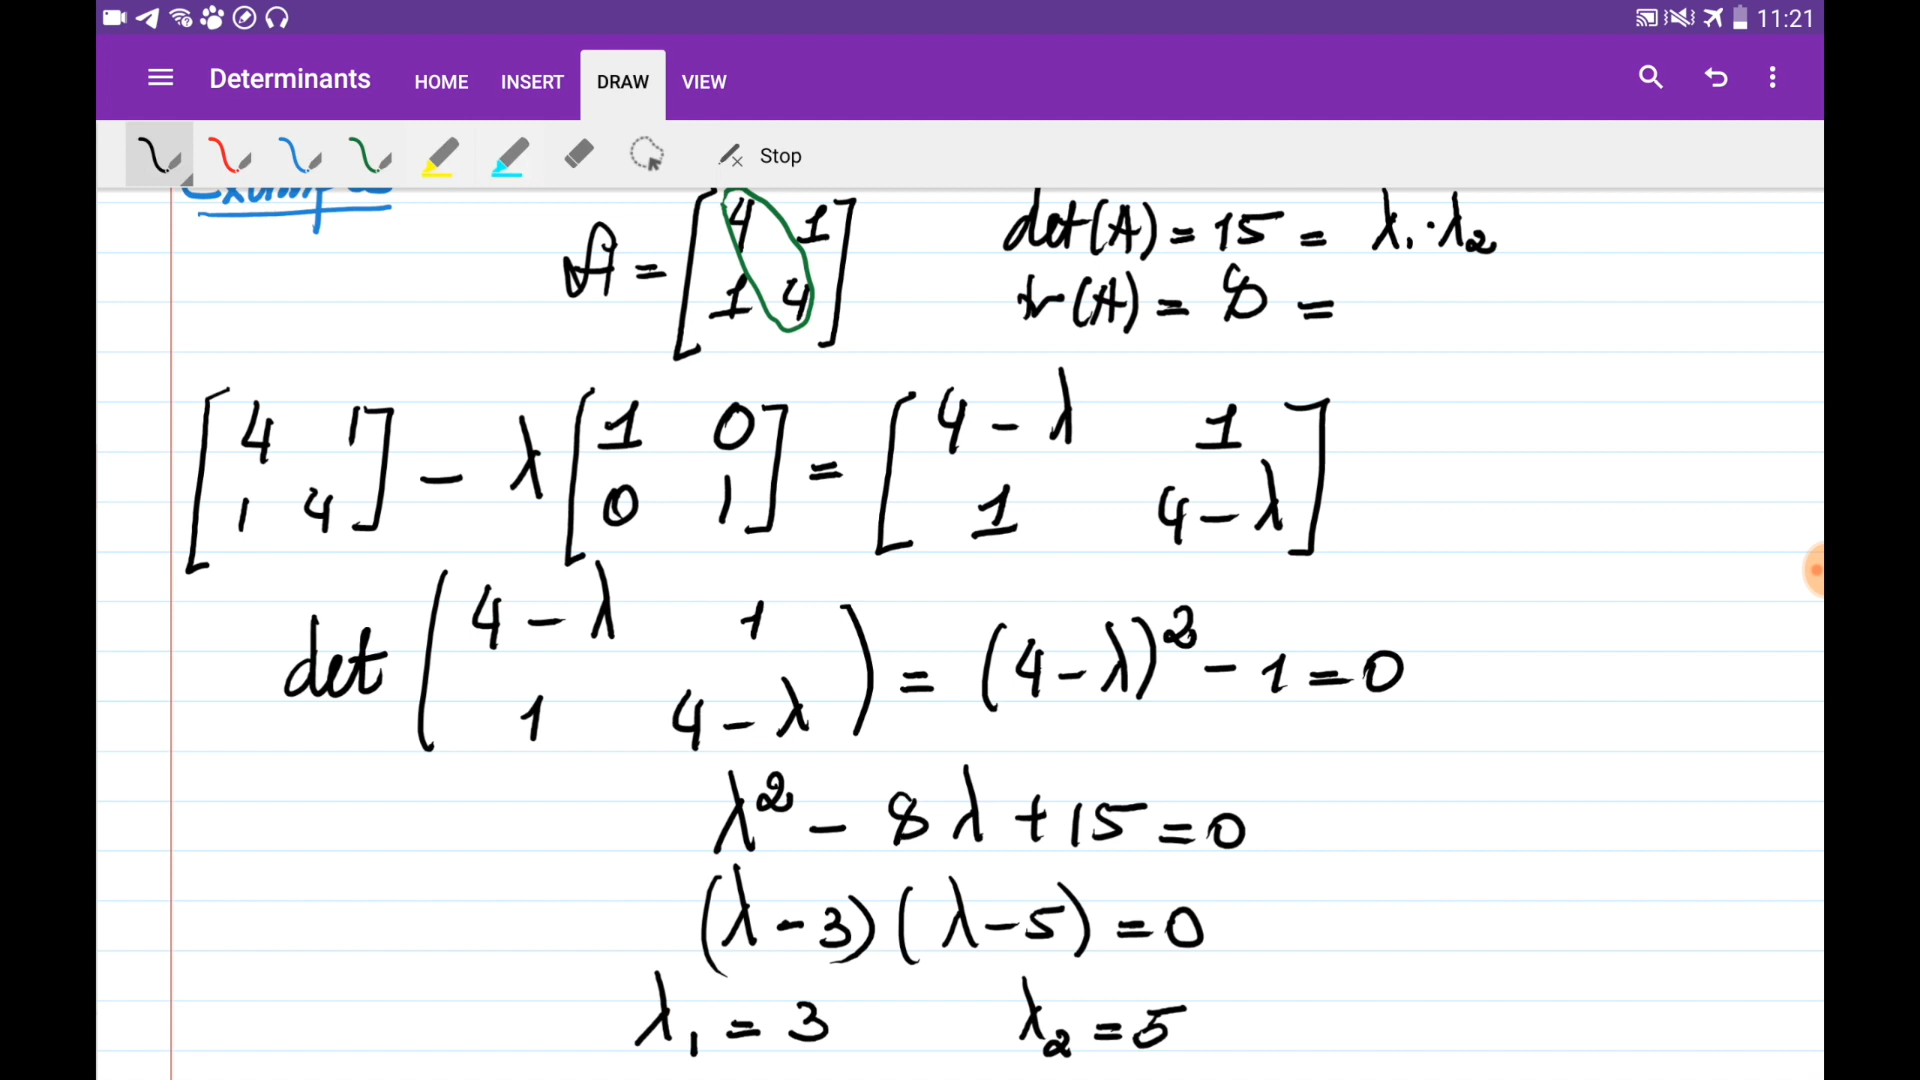 11:21
Determinants HOME INSERT DRAW VIEW
Stop
Example
A = [4 1 det(A) = 15 = λ₁·λ₂
1 4] tr(A) = 8 =
[4 1 − λ [1 0 = [4−λ 1
1 4] 0 1] 1 4−λ]
det (4−λ 1
1 4−λ) = (4−λ)² − 1 = 0
λ² − 8λ + 15 = 0
(λ−3)(λ−5) = 0
λ₁ = 3 λ₂ = 5